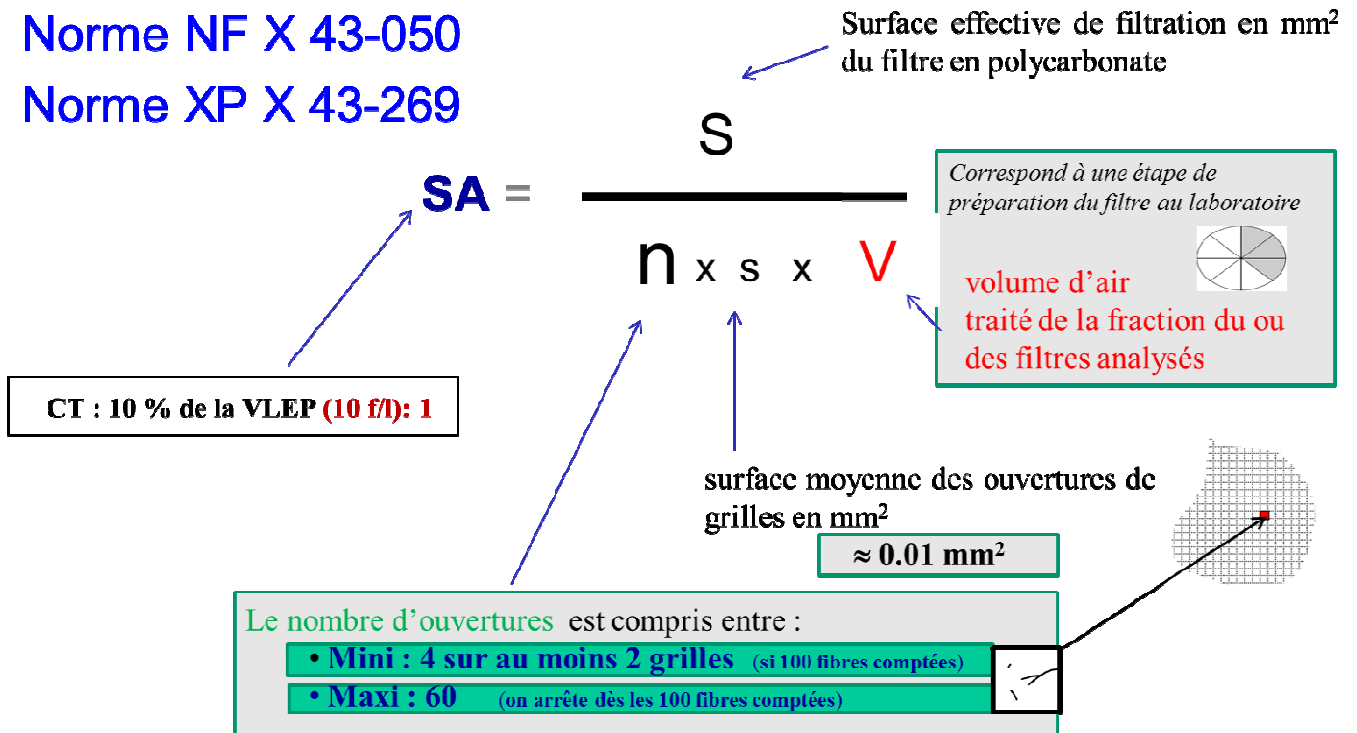 Norme NF X 43-050
Norme XP X 43-269
Surface effective de filtration en mm²
du filtre en polycarbonate
S
SA =
n x s x V
Correspond à une étape de
préparation du filtre au laboratoire
volume d’air
traité de la fraction du ou
des filtres analysés
CT : 10 % de la VLEP (10 f/l): 1
surface moyenne des ouvertures de
grilles en mm²
≈ 0.01 mm²
Le nombre d’ouvertures est compris entre :
• Mini : 4 sur au moins 2 grilles (si 100 fibres comptées)
• Maxi : 60 (on arrête dès les 100 fibres comptées)